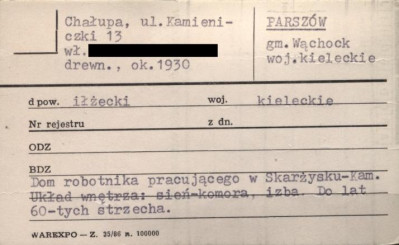 Chałupa, ul.Kamieni-
czki 13
wł.
drewn., ok.1930
PARSZÓW
gm.Wąchock
woj.kieleckie
d pow. iłżecki woj. kieleckie
Nr rejestru z dn.
ODZ
BDZ
Dom robotnika pracującego w Skarżysku-Kam.
Układ wnętrza: sień-komora, izba. Do lat
60-tych strzecha.
WAREXPO — Z. 25/86 n. 100000